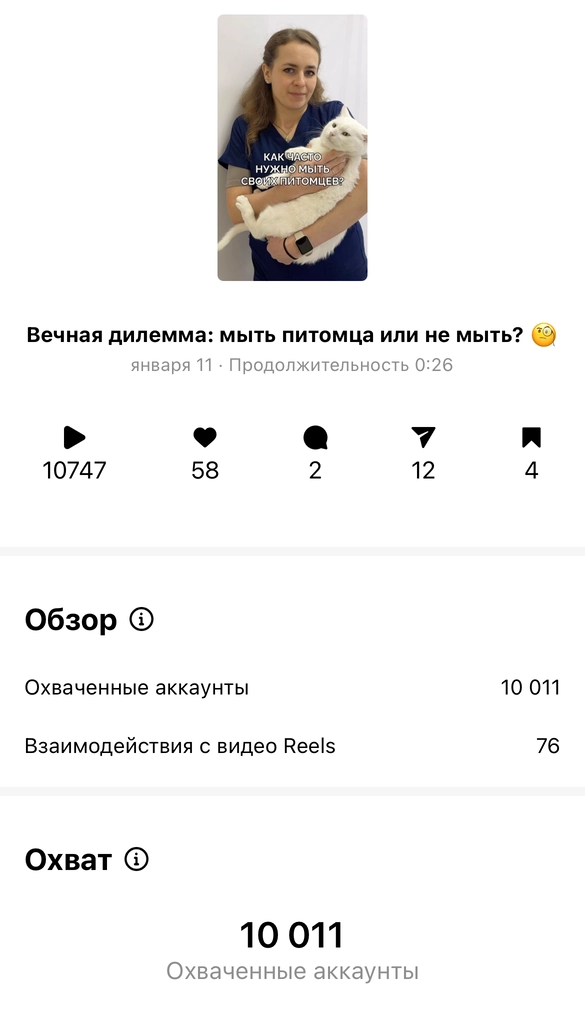 КАК ЧАСТО
НУЖНО МЫТЬ
СВОИХ ПИТОМЦЕВ?
Вечная дилемма: мыть питомца или не мыть? 🧐
января 11 · Продолжительность 0:26
10747 58 2 12 4
Обзор
Охваченные аккаунты 10 011
Взаимодействия с видео Reels 76
Охват
10 011
Охваченные аккаунты